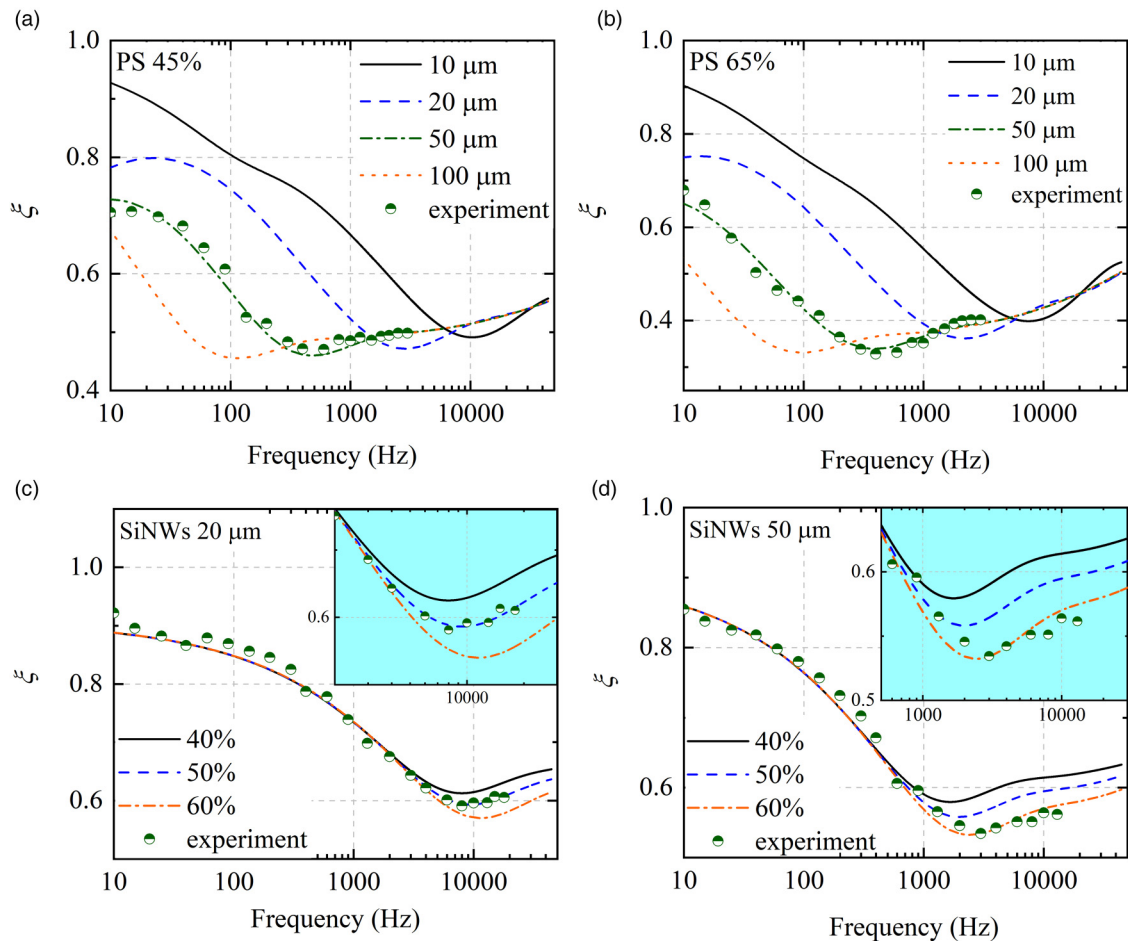 (a)
PS 45%
10 μm
20 μm
50 μm
100 μm
experiment
1.0
0.8
0.6
0.4
ξ
10 100 1000 10000
Frequency (Hz)
(b)
PS 65%
10 μm
20 μm
50 μm
100 μm
experiment
1.0
0.8
0.6
0.4
ξ
10 100 1000 10000
Frequency (Hz)
(c)
SiNWs 20 μm
1.0
0.8
0.6
ξ
0.6
10000
40%
50%
60%
experiment
10 100 1000 10000
Frequency (Hz)
(d)
SiNWs 50 μm
1.0
0.8
0.6
ξ
0.6
0.5
1000 10000
40%
50%
60%
experiment
10 100 1000 10000
Frequency (Hz)